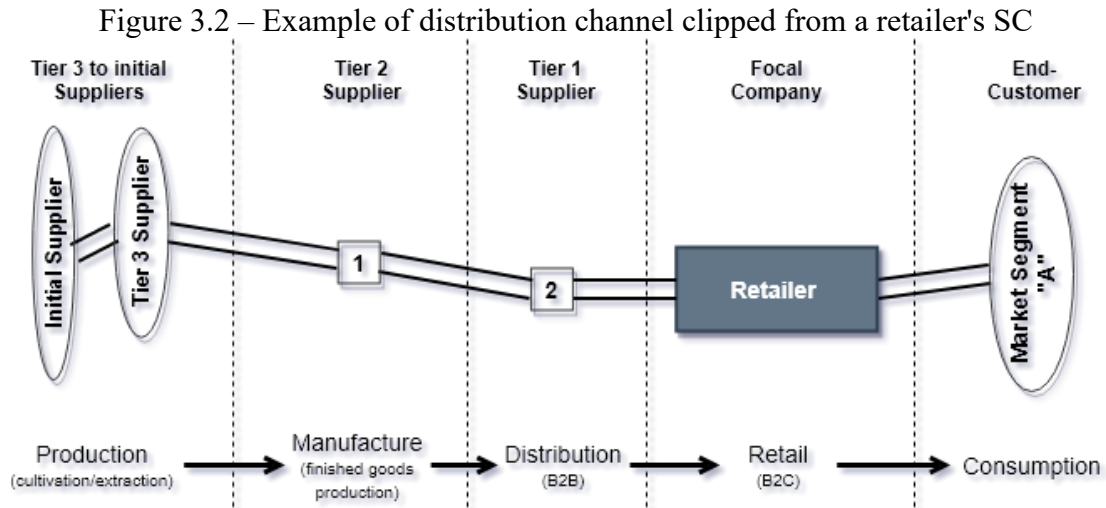 Figure 3.2 – Example of distribution channel clipped from a retailer's SC
Tier 3 to initial
Suppliers
Tier 2
Supplier
Tier 1
Supplier
Focal
Company
End-
Customer
Initial Supplier
Tier 3 Supplier
1
2
Retailer
Market Segment
"A"
Production
(cultivation/extraction)
Manufacture
(finished goods
production)
Distribution
(B2B)
Retail
(B2C)
Consumption